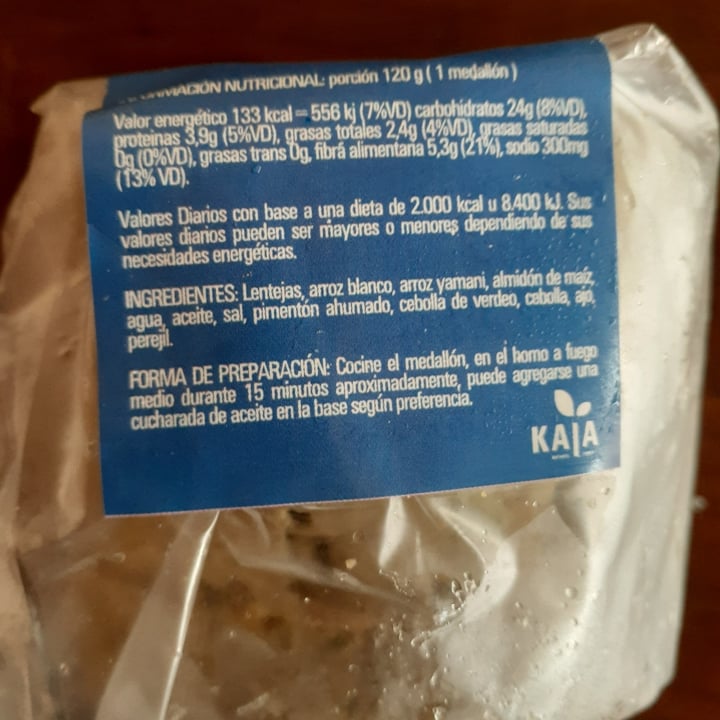 INFORMACIÓN NUTRICIONAL: porción 120 g ( 1 medallón )
Valor energético 133 kcal = 556 kj (7%VD) carbohidratos 24g (8%VD),
proteinas 3,9g (5%VD), grasas totales 2,4g (4%VD), grasas saturadas
0g (0%VD), grasas trans 0g, fibra alimentaria 5,3g (21%), sodio 300mg
(13% VD).
Valores Diarios con base a una dieta de 2.000 kcal u 8.400 kJ. Sus
valores diarios pueden ser mayores o menores dependiendo de sus
necesidades energéticas.
INGREDIENTES: Lentejas, arroz blanco, arroz yamani, almidón de maíz,
agua, aceite, sal, pimentón ahumado, cebolla de verdeo, cebolla, ajo,
perejil.
FORMA DE PREPARACIÓN: Cocine el medallón, en el horno a fuego
medio durante 15 minutos aproximadamente, puede agregarse una
cucharada de aceite en la base según preferencia.
KAIA